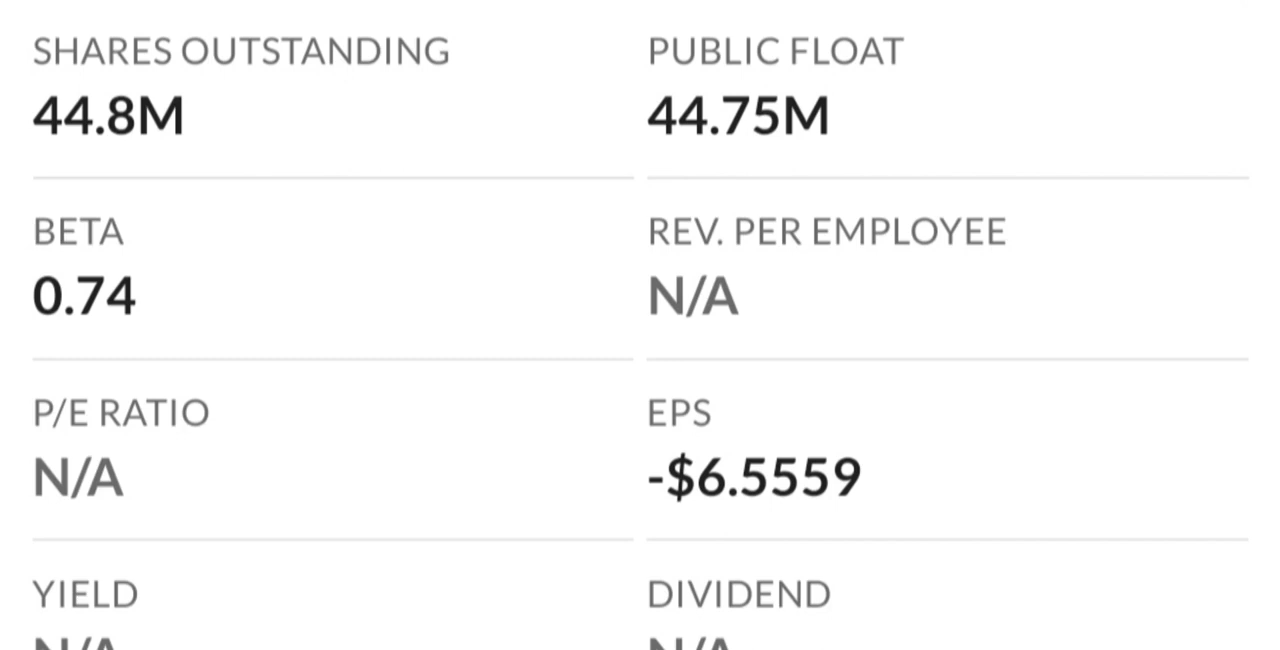 SHARES OUTSTANDING
44.8M
PUBLIC FLOAT
44.75M
BETA
0.74
REV. PER EMPLOYEE
N/A
P/E RATIO
N/A
EPS
-$6.5559
YIELD
N/A
DIVIDEND
N/A